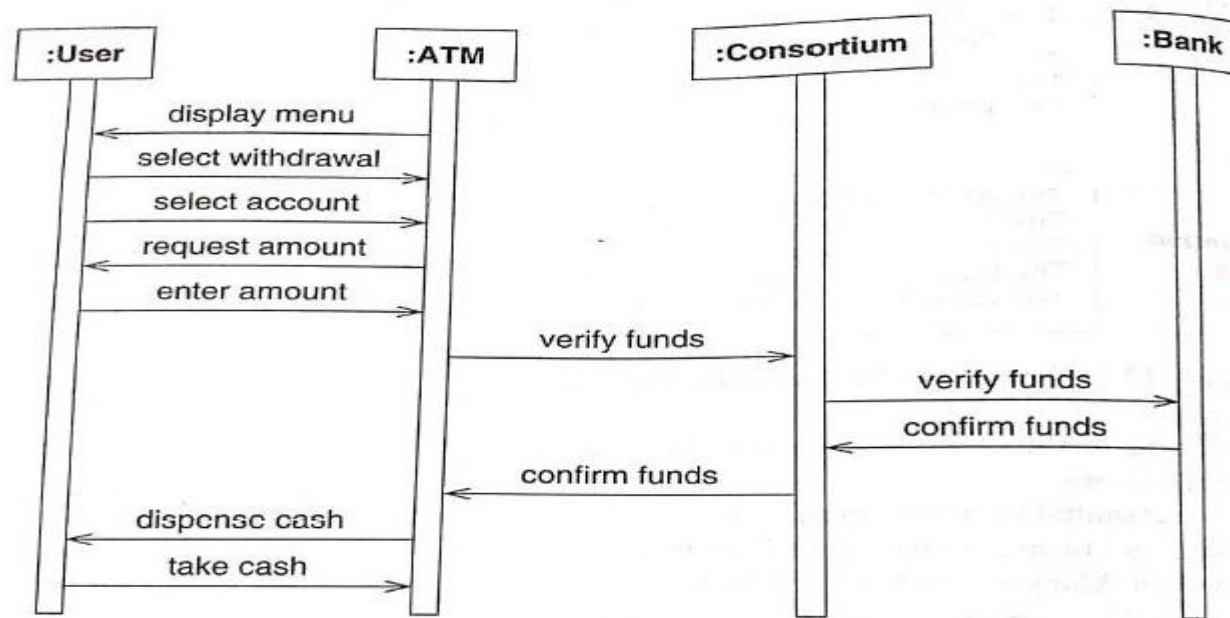 :User
:ATM
:Consortium
:Bank
display menu
select withdrawal
select account
request amount
enter amount
verify funds
verify funds
confirm funds
confirm funds
dispense cash
take cash